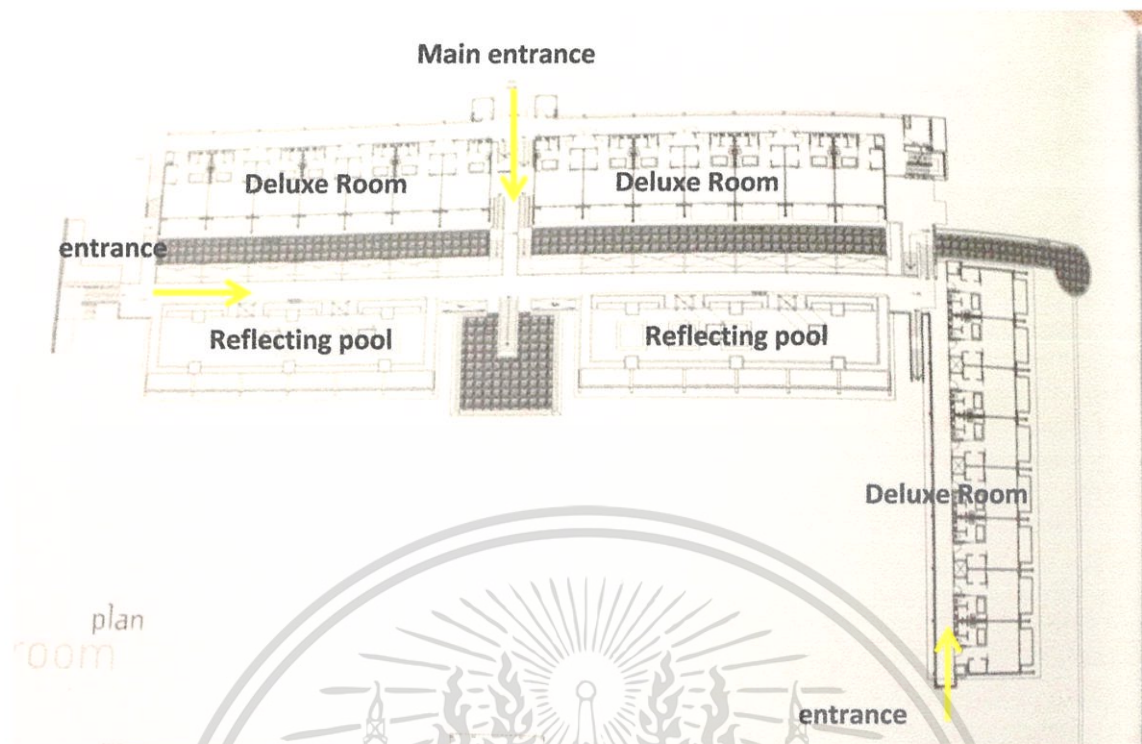 Main entrance
Deluxe Room
Deluxe Room
entrance
Reflecting pool
Reflecting pool
Deluxe Room
plan
room
entrance